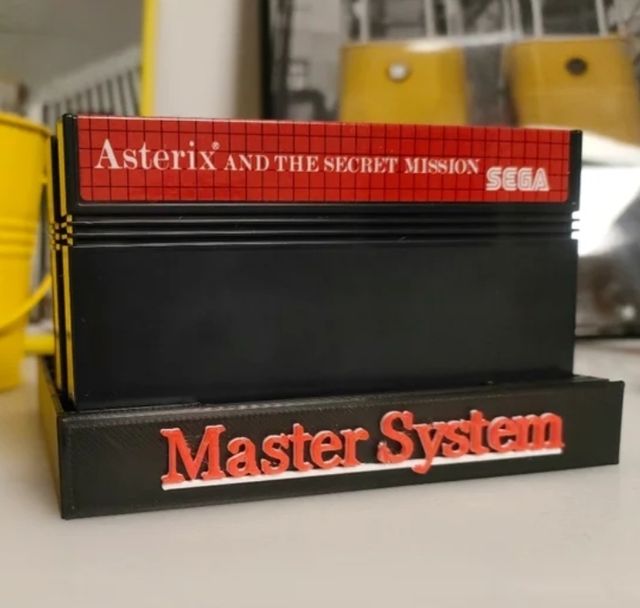 Asterix® AND THE SECRET MISSION
SEGA
Master System